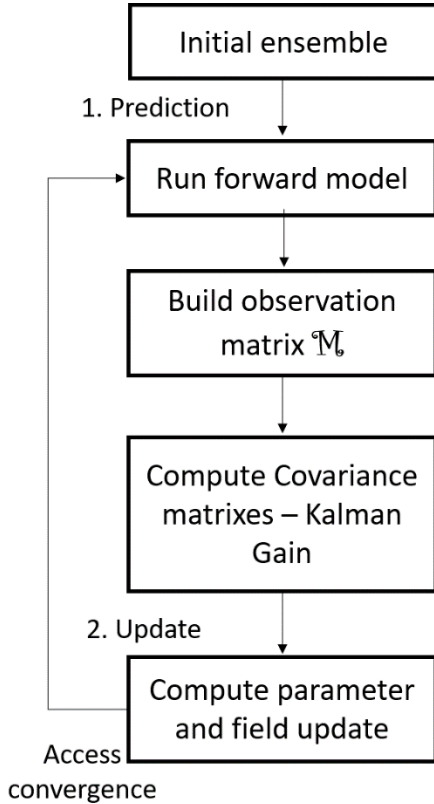 Initial ensemble
1. Prediction
Run forward model
Build observation
matrix ℳ
Compute Covariance
matrixes – Kalman
Gain
2. Update
Compute parameter
and field update
Access
convergence